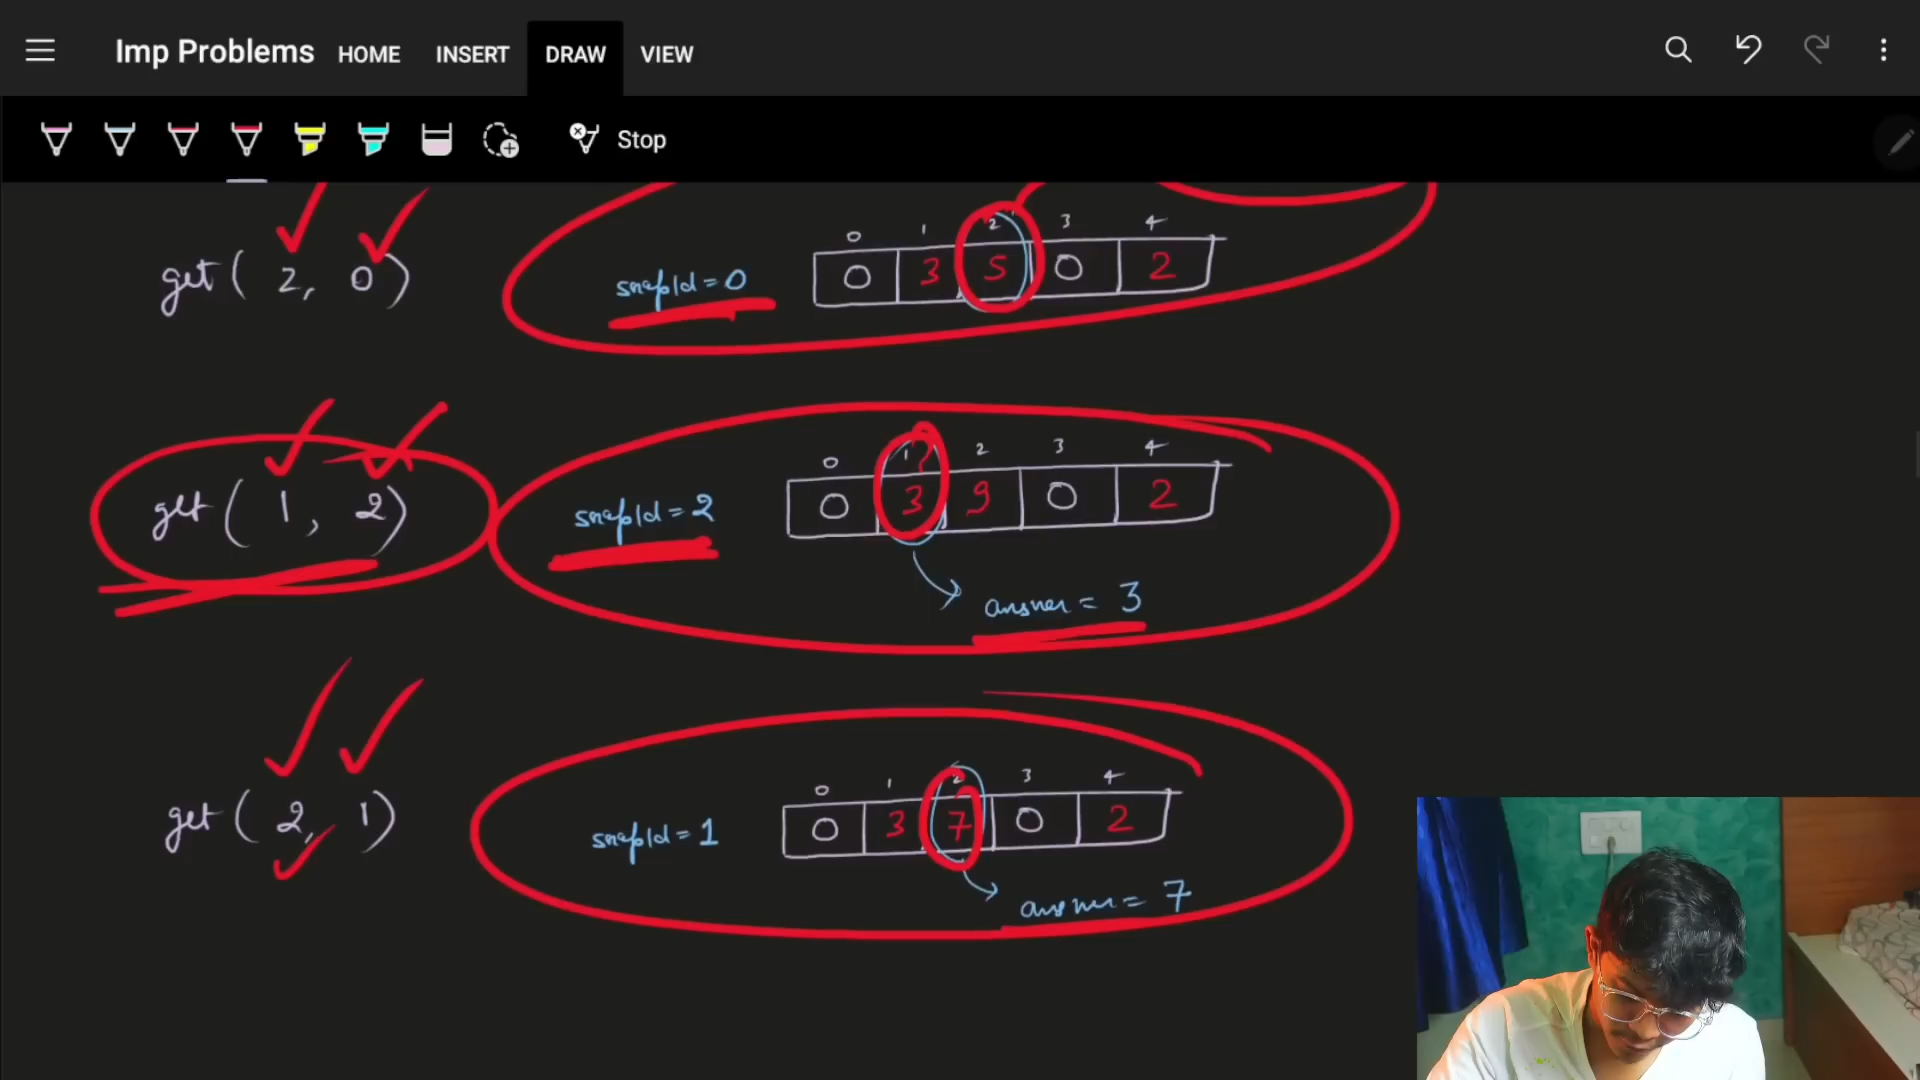 Imp Problems HOME INSERT DRAW VIEW
Stop
0 1 2 3 4
get( 2, 0) snapId=0 0 3 5 0 2
0 1 2 3 4
get( 1, 2) snapId=2 0 3 9 0 2
answer = 3
0 1 2 3 4
get( 2, 1) snapId=1 0 3 7 0 2
answer = 7